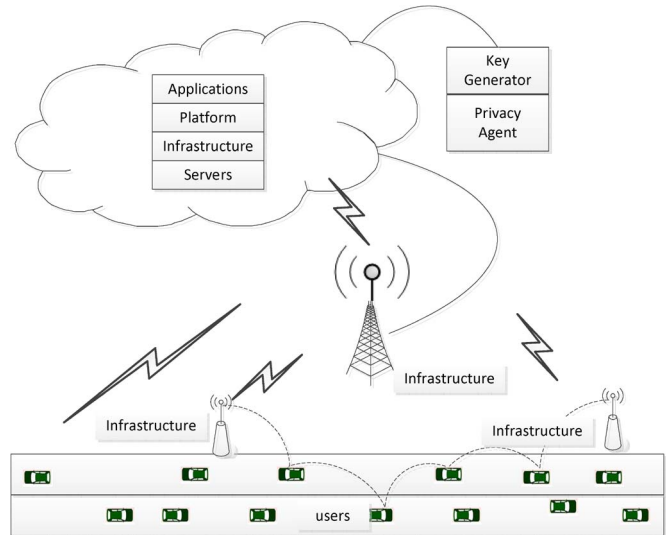 Applications
Platform
Infrastructure
Servers
Key
Generator
Privacy
Agent
Infrastructure
Infrastructure
Infrastructure
users